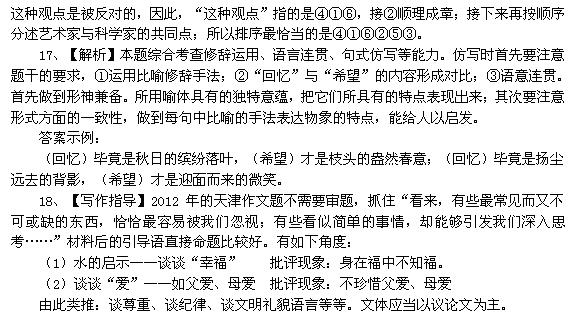 这种观点是被反对的，因此，“这种观点”指的是④①⑥，接②顺理成章；接下来再按顺序
分述艺术家与科学家的共同点；所以排序最恰当的是④①⑥②⑤③。
17、【解析】本题综合考查修辞运用、语言连贯、句式仿写等能力。仿写时首先要注意
题干的要求，①运用比喻修辞手法；②“回忆”与“希望”的内容形成对比；③语意连贯。
首先做到形神兼备。所用喻体具有的独特意蕴，把它们所具有的特点表现出来；其次要注意
形式方面的一致性，做到每句中比喻的手法表达物象的特点，能给人以启发。
答案示例：
（回忆）毕竟是秋日的缤纷落叶，（希望）才是枝头的盎然春意；（回忆）毕竟是扬尘
远去的背影，（希望）才是迎面而来的微笑。
18、【写作指导】2012 年的天津作文题不需要审题，抓住“看来，有些最常见而又不
可或缺的东西，恰恰最容易被我们忽视；有些看似简单的事情，却能够引发我们深入思
考……”材料后的引导语直接命题比较好。有如下角度：
（1）水的启示——谈谈“幸福” 批评现象：身在福中不知福。
（2）谈谈“爱”——如父爱、母爱 批评现象：不珍惜父爱、母爱
由此类推：谈尊重、谈纪律、谈文明礼貌语言等等。文体应当以议论文为主。